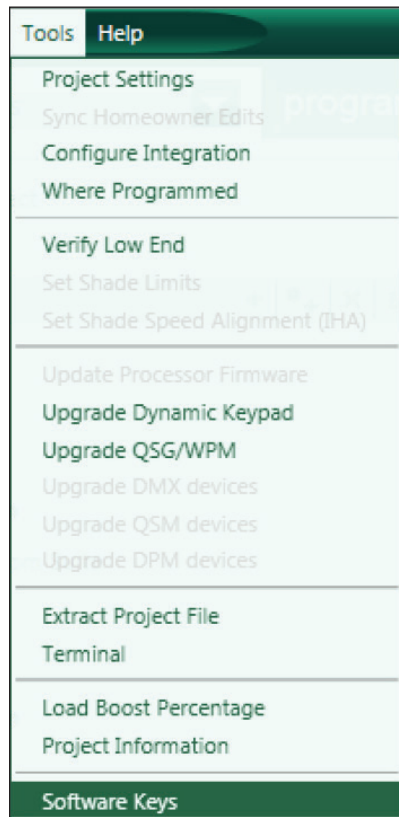 Tools Help
Project Settings
Sync Homeowner Edits
Configure Integration
Where Programmed
Verify Low End
Set Shade Limits
Set Shade Speed Alignment (IHA)
Update Processor Firmware
Upgrade Dynamic Keypad
Upgrade QSG/WPM
Upgrade DMX devices
Upgrade QSM devices
Upgrade DPM devices
Extract Project File
Terminal
Load Boost Percentage
Project Information
Software Keys